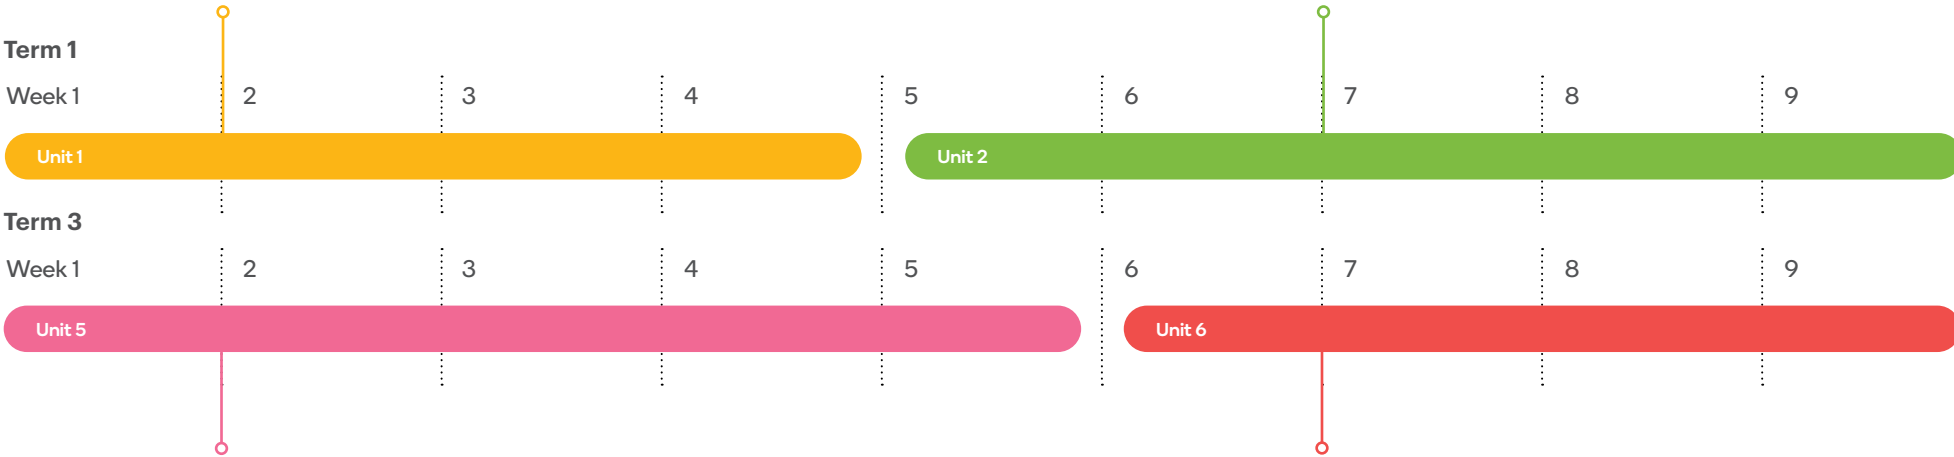 Term 1
Week 1 2 3 4 5 6 7 8 9
Unit 1 Unit 2
Term 3
Week 1 2 3 4 5 6 7 8 9
Unit 5 Unit 6